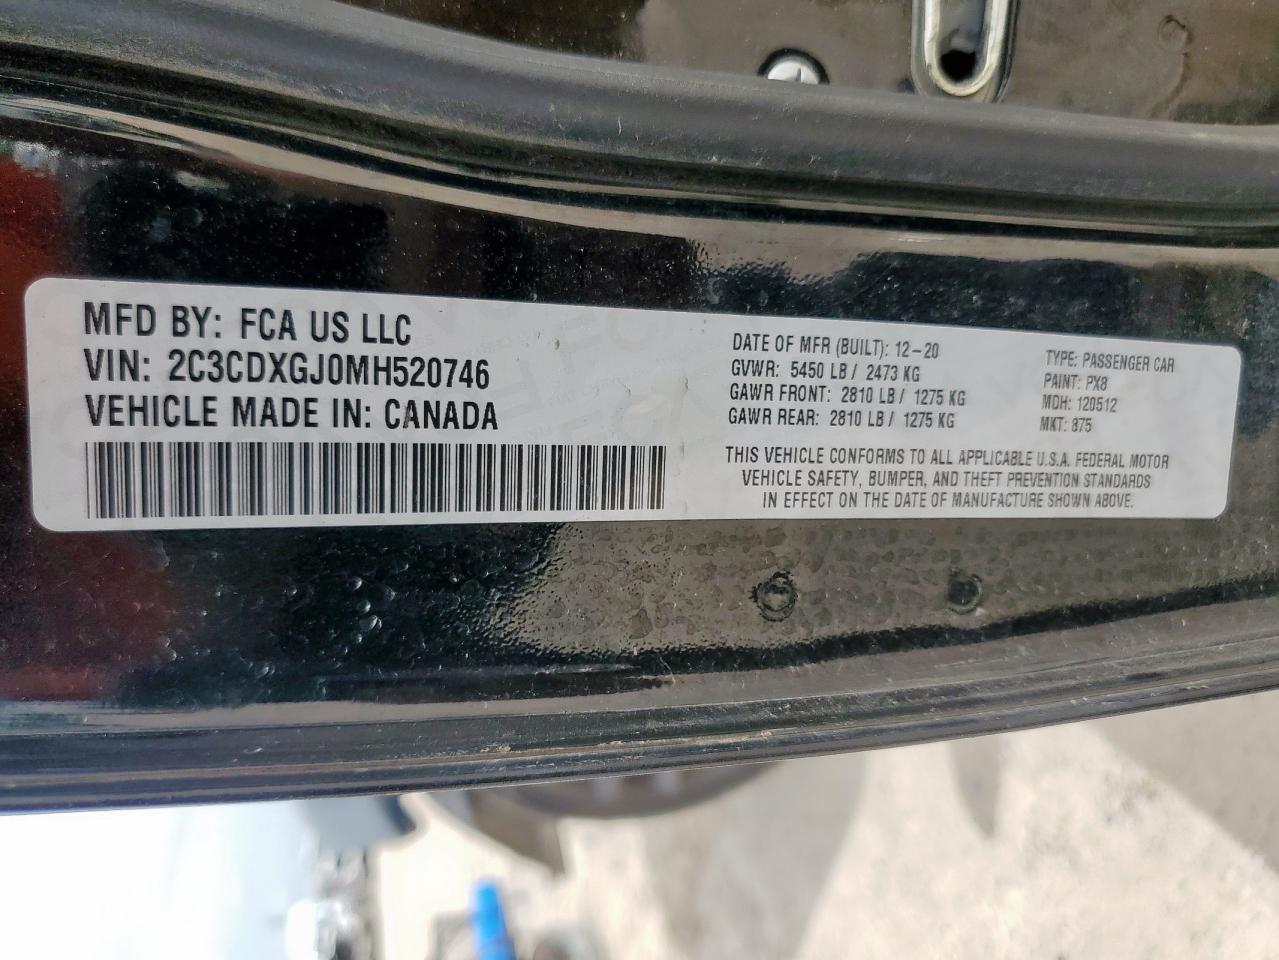 MFD BY: FCA US LLC
VIN: 2C3CDXGJ0MH520746
VEHICLE MADE IN: CANADA
DATE OF MFR (BUILT): 12-20
GVWR: 5450 LB / 2473 KG
GAWR FRONT: 2810 LB / 1275 KG
GAWR REAR: 2810 LB / 1275 KG
TYPE: PASSENGER CAR
PAINT: PX8
MDH: 120512
MKT: 875
THIS VEHICLE CONFORMS TO ALL APPLICABLE U.S.A. FEDERAL MOTOR
VEHICLE SAFETY, BUMPER, AND THEFT PREVENTION STANDARDS
IN EFFECT ON THE DATE OF MANUFACTURE SHOWN ABOVE.